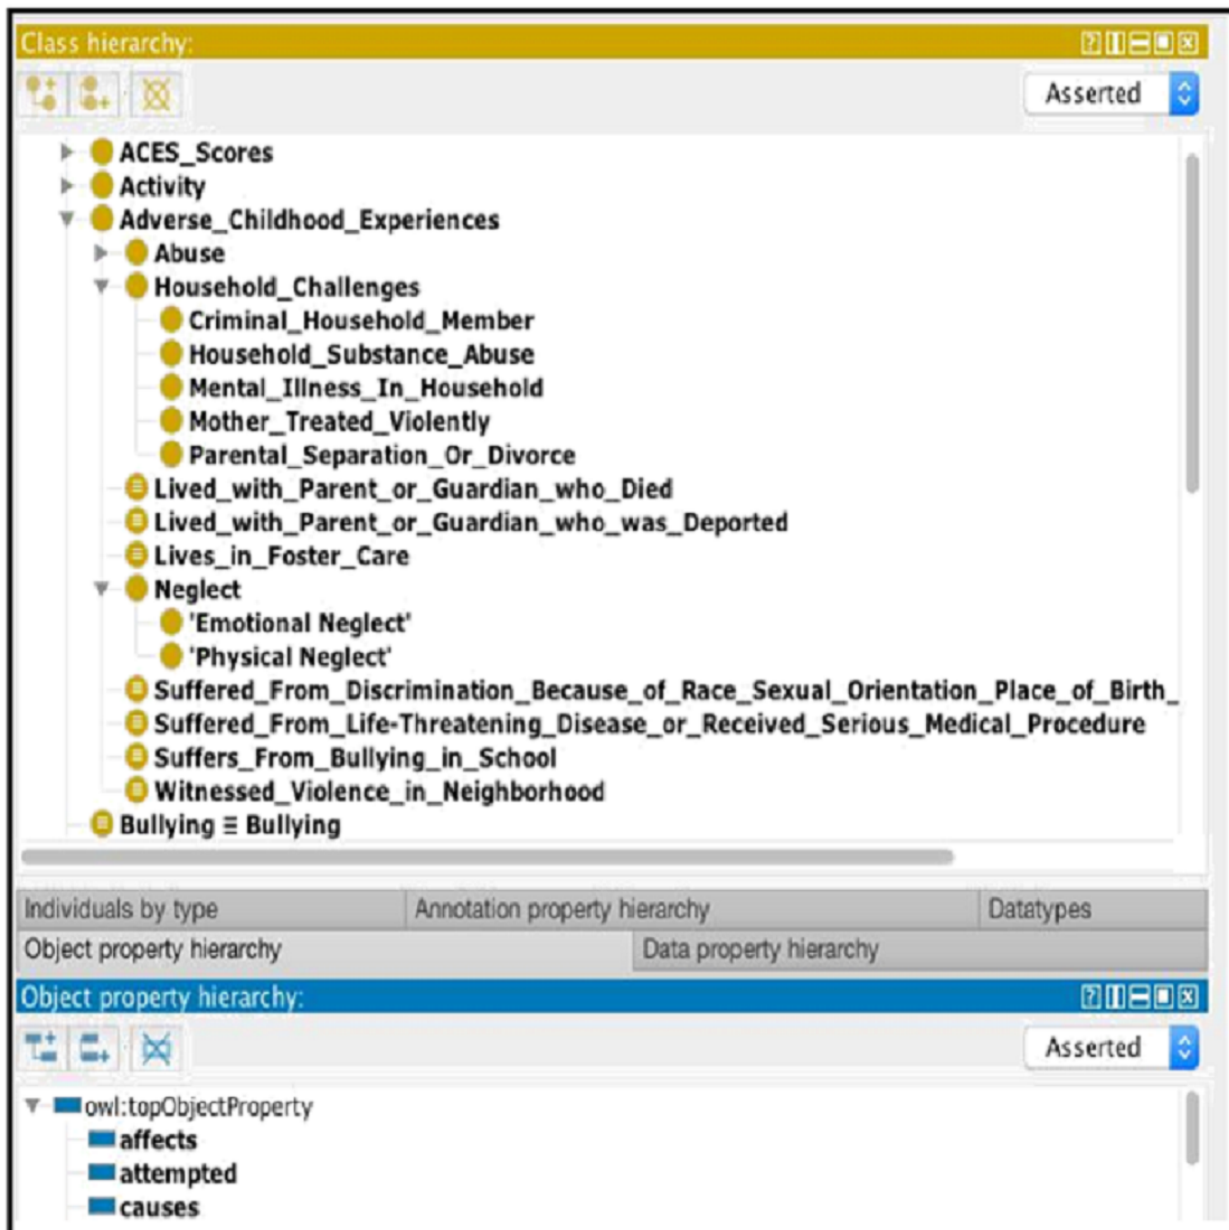 Class hierarchy:
Asserted
ACES_Scores
Activity
Adverse_Childhood_Experiences
Abuse
Household_Challenges
Criminal_Household_Member
Household_Substance_Abuse
Mental_Illness_In_Household
Mother_Treated_Violently
Parental_Separation_Or_Divorce
Lived_with_Parent_or_Guardian_who_Died
Lived_with_Parent_or_Guardian_who_was_Deported
Lives_in_Foster_Care
Neglect
'Emotional Neglect'
'Physical Neglect'
Suffered_From_Discrimination_Because_of_Race_Sexual_Orientation_Place_of_Birth_
Suffered_From_Life-Threatening_Disease_or_Received_Serious_Medical_Procedure
Suffers_From_Bullying_in_School
Witnessed_Violence_in_Neighborhood
Bullying ≡ Bullying
Individuals by type Annotation property hierarchy Datatypes
Object property hierarchy Data property hierarchy
Object property hierarchy:
Asserted
owl:topObjectProperty
affects
attempted
causes